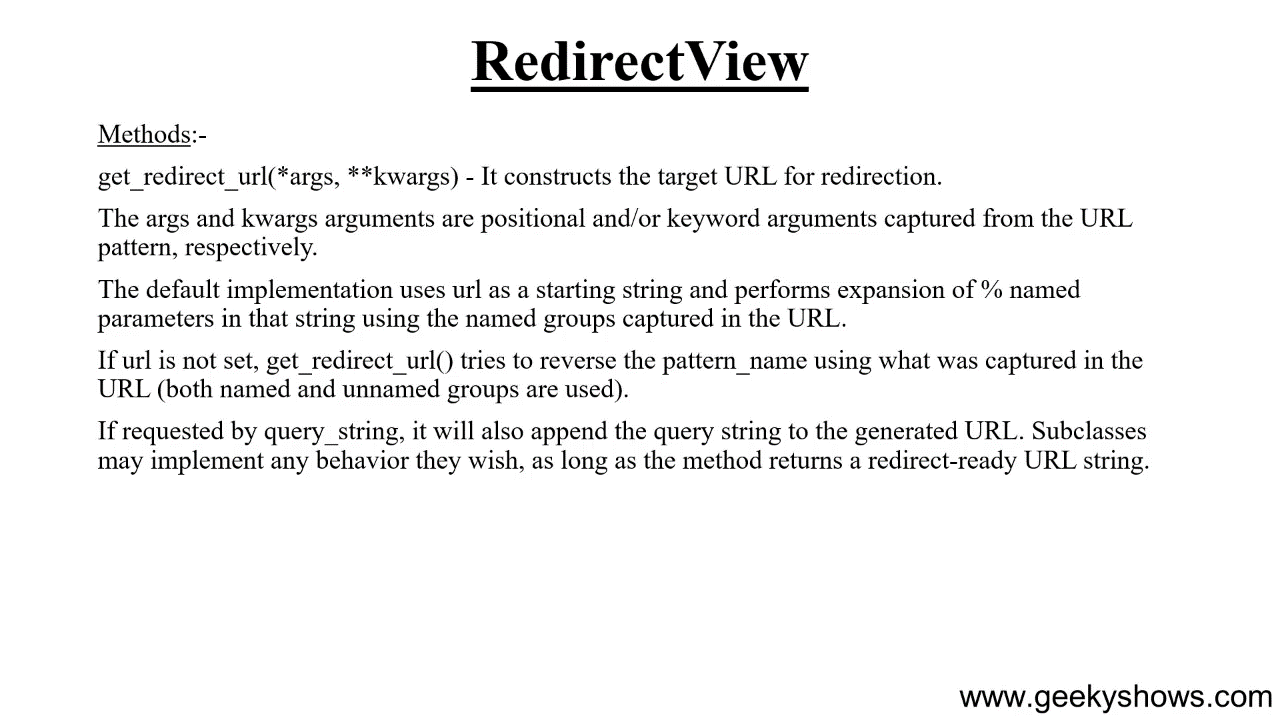 RedirectView
Methods:-
get_redirect_url(*args, **kwargs) - It constructs the target URL for redirection.
The args and kwargs arguments are positional and/or keyword arguments captured from the URL
pattern, respectively.
The default implementation uses url as a starting string and performs expansion of % named
parameters in that string using the named groups captured in the URL.
If url is not set, get_redirect_url() tries to reverse the pattern_name using what was captured in the
URL (both named and unnamed groups are used).
If requested by query_string, it will also append the query string to the generated URL. Subclasses
may implement any behavior they wish, as long as the method returns a redirect-ready URL string.
www.geekyshows.com